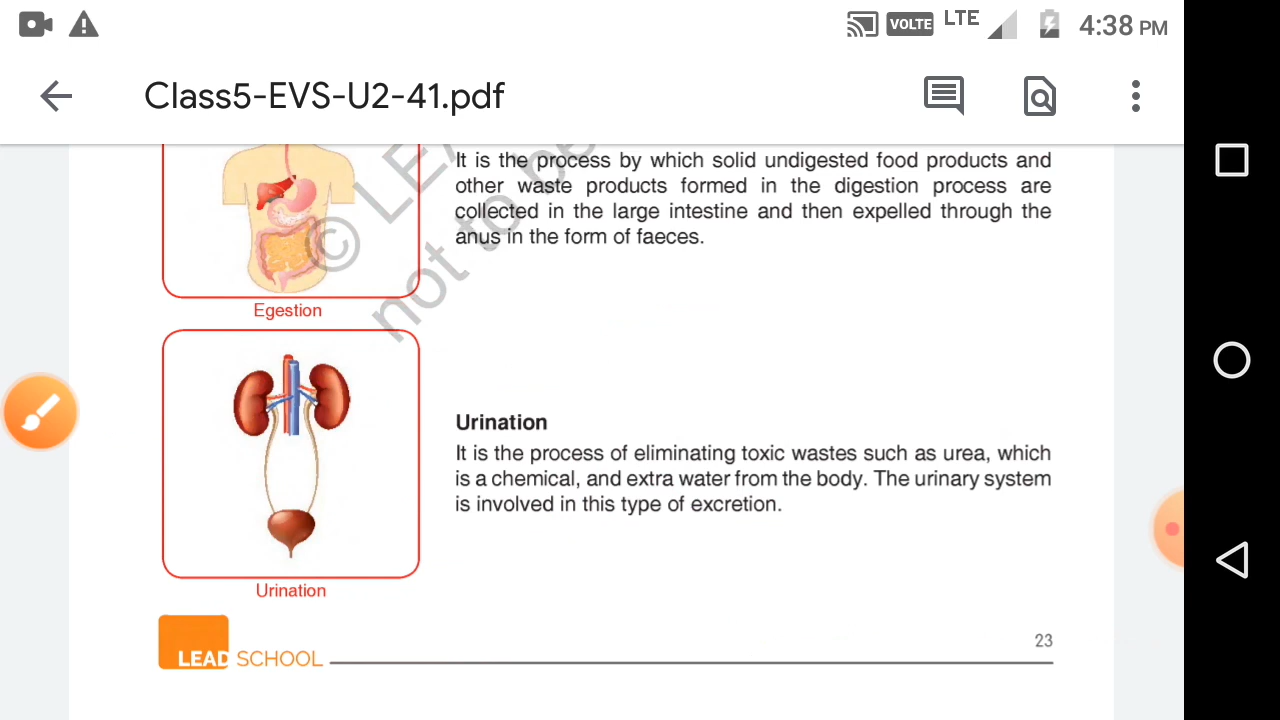 VOLTE LTE 4:38 PM
Class5-EVS-U2-41.pdf
It is the process by which solid undigested food products and
other waste products formed in the digestion process are
collected in the large intestine and then expelled through the
anus in the form of faeces.
© LEA
not to be
Egestion
Urination
It is the process of eliminating toxic wastes such as urea, which
is a chemical, and extra water from the body. The urinary system
is involved in this type of excretion.
Urination
23
LEAD SCHOOL